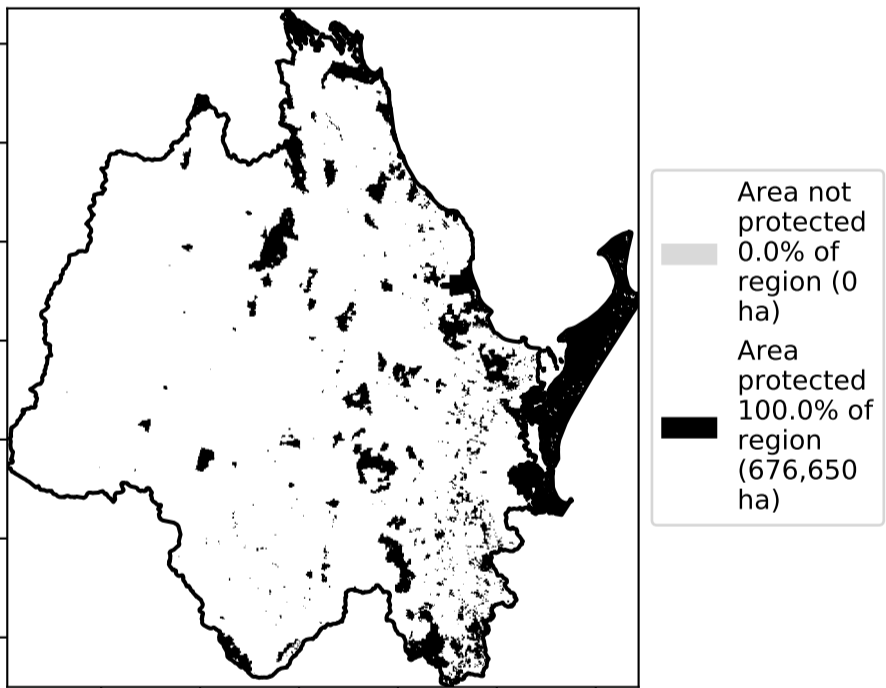 Area not
protected
0.0% of
region (0
ha)
Area
protected
100.0% of
region
(676,650
ha)